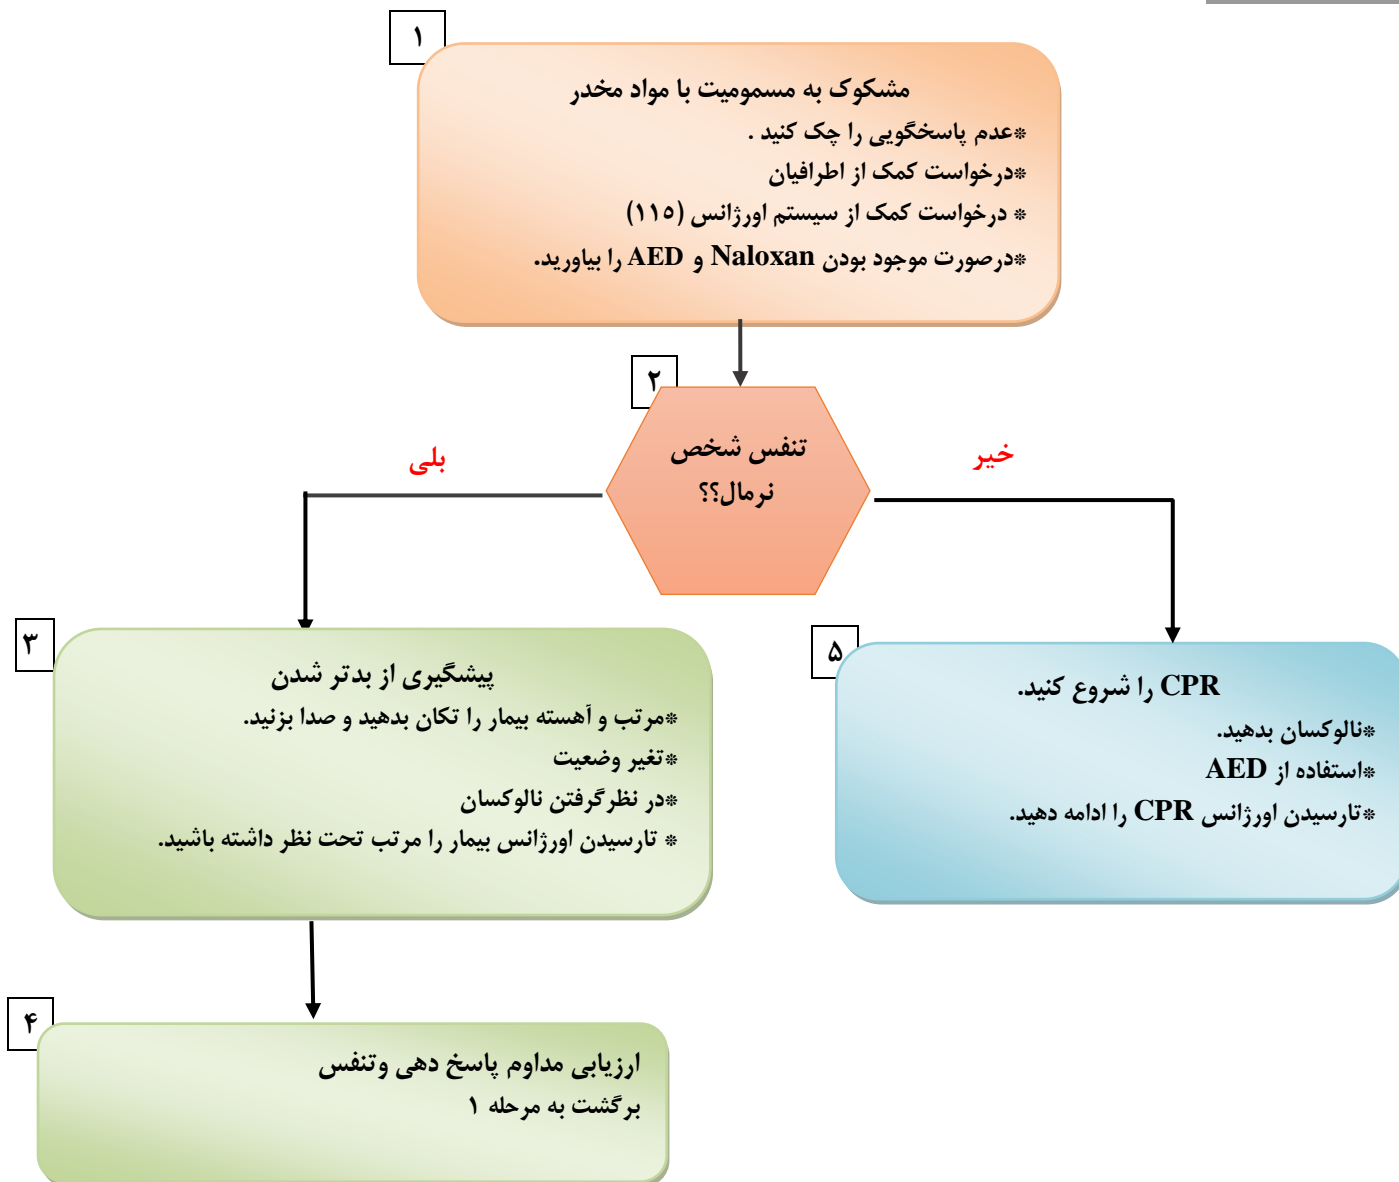 ۱
مشکوک به مسمومیت با مواد مخدر
*عدم پاسخگویی را چک کنید .
*درخواست کمک از اطرافیان
* درخواست کمک از سیستم اورژانس (۱۱۵)
*درصورت موجود بودن Naloxan و AED را بیاورید.
۲
تنفس شخص
نرمال؟؟
خیر
بلی
۳
پیشگیری از بدتر شدن
*مرتب و آهسته بیمار را تکان بدهید و صدا بزنید.
*تغیر وضعیت
*در نظرگرفتن نالوکسان
* تارسیدن اورژانس بیمار را مرتب تحت نظر داشته باشید.
۴
ارزیابی مداوم پاسخ دهی وتنفس
برگشت به مرحله ۱
۵
CPR را شروع کنید.
*نالوکسان بدهید.
*استفاده از AED
*تارسیدن اورژانس CPR را ادامه دهید.